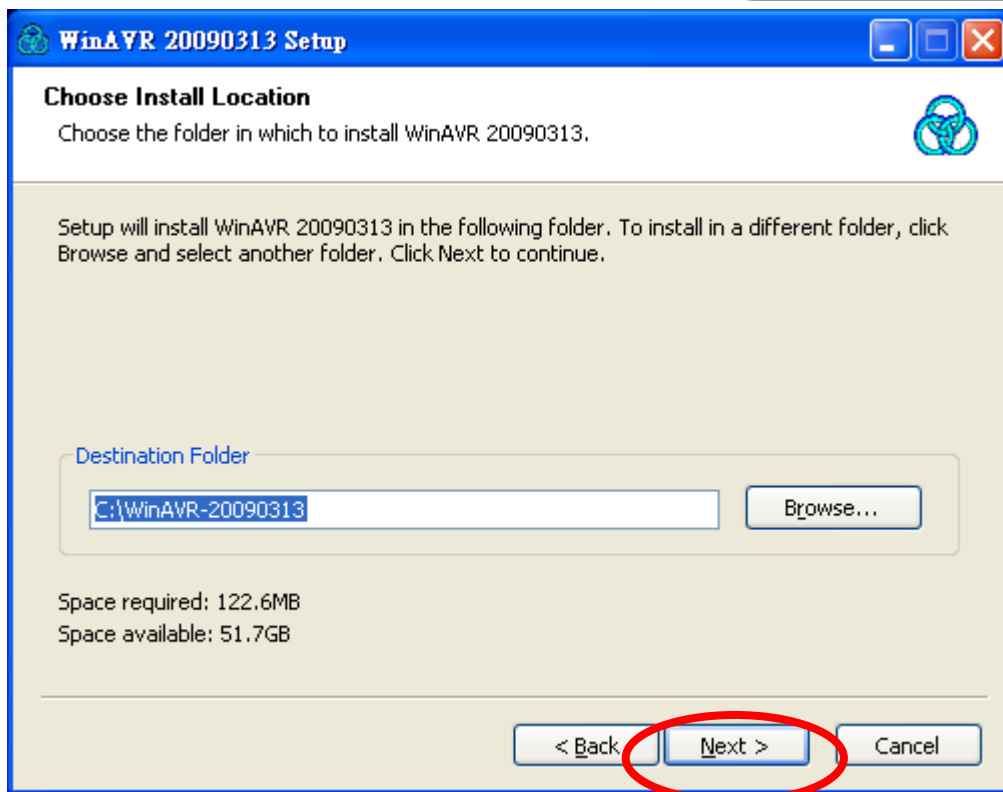 WinAVR 20090313 Setup
Choose Install Location
Choose the folder in which to install WinAVR 20090313.
Setup will install WinAVR 20090313 in the following folder. To install in a different folder, click
Browse and select another folder. Click Next to continue.
Destination Folder
C:\WinAVR-20090313
Browse...
Space required: 122.6MB
Space available: 51.7GB
< Back
Next >
Cancel